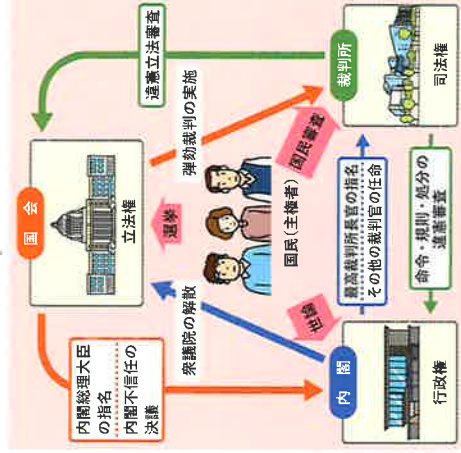 国会
立法権
違憲立法審査
裁判所
司法権
弾劾裁判の実施
選挙
国民審査
国民(主権者)
世論
衆議院の解散
内閣総理大臣
の指名
内閣不信任の
決議
最高裁判所長官の指名
その他の裁判官の任命
命令・規則・処分の
違憲審査
内閣
行政権